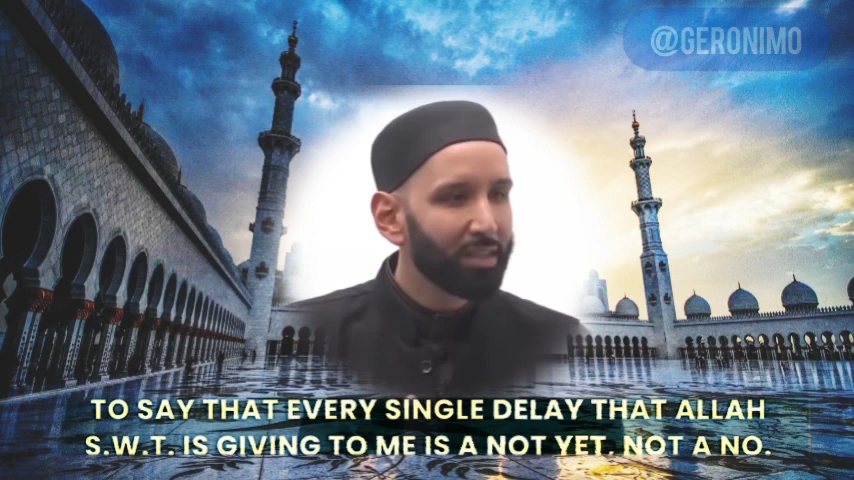 @GERONIMO
TO SAY THAT EVERY SINGLE DELAY THAT ALLAH
S.W.T. IS GIVING TO ME IS A NOT YET, NOT A NO.